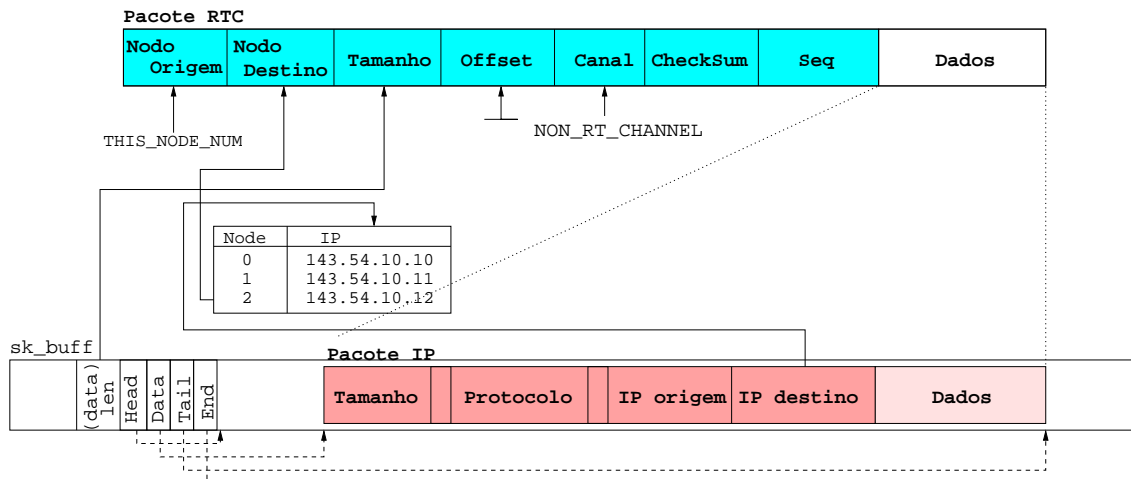 Pacote RTC
Nodo Origem
Nodo Destino
Tamanho
Offset
Canal
CheckSum
Seq
Dados
THIS_NODE_NUM
NON_RT_CHANNEL
Node IP
0 143.54.10.10
1 143.54.10.11
2 143.54.10.12
sk_buff
Pacote IP
(data) len
Head
Data
Tail
End
Tamanho
Protocolo
IP origem
IP destino
Dados